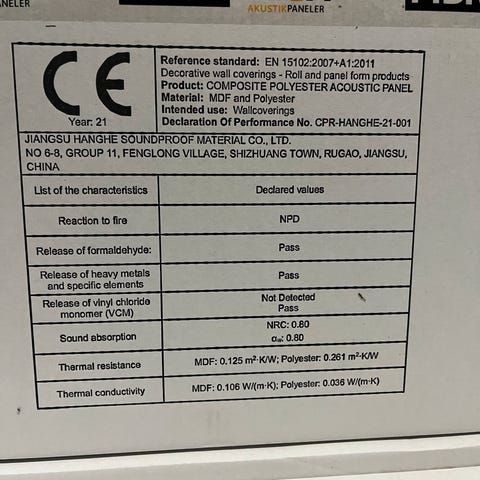 AKUSTIKPANELER
CE
Year: 21
Reference standard: EN 15102:2007+A1:2011
Decorative wall coverings - Roll and panel form products
Product: COMPOSITE POLYESTER ACOUSTIC PANEL
Material: MDF and Polyester
Intended use: Wallcoverings
Declaration Of Performance No. CPR-HANGHE-21-001
JIANGSU HANGHE SOUNDPROOF MATERIAL CO., LTD.
NO 6-8, GROUP 11, FENGLONG VILLAGE, SHIZHUANG TOWN, RUGAO, JIANGSU,
CHINA
List of the characteristics Declared values
Reaction to fire NPD
Release of formaldehyde: Pass
Release of heavy metals
and specific elements
Pass
Release of vinyl chloride
monomer (VCM)
Not Detected
Pass
Sound absorption
NRC: 0.80
αw: 0.80
Thermal resistance MDF: 0.125 m²·K/W; Polyester: 0.261 m²·K/W
Thermal conductivity MDF: 0.106 W/(m·K); Polyester: 0.036 W/(m·K)